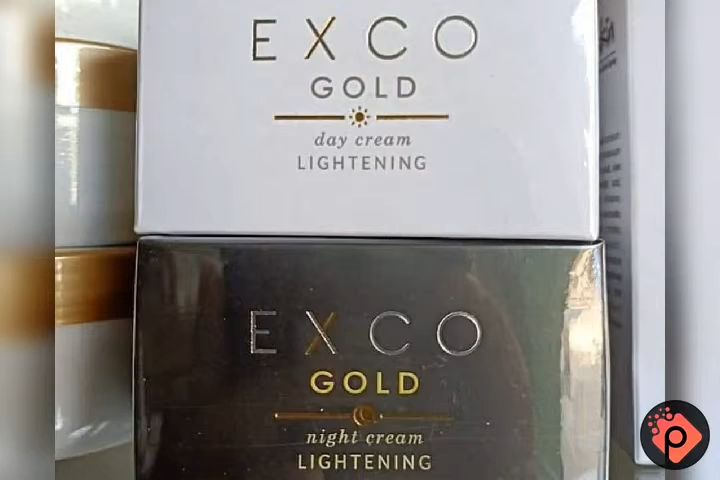 EXCO
GOLD
day cream
LIGHTENING
EXCO
GOLD
night cream
LIGHTENING